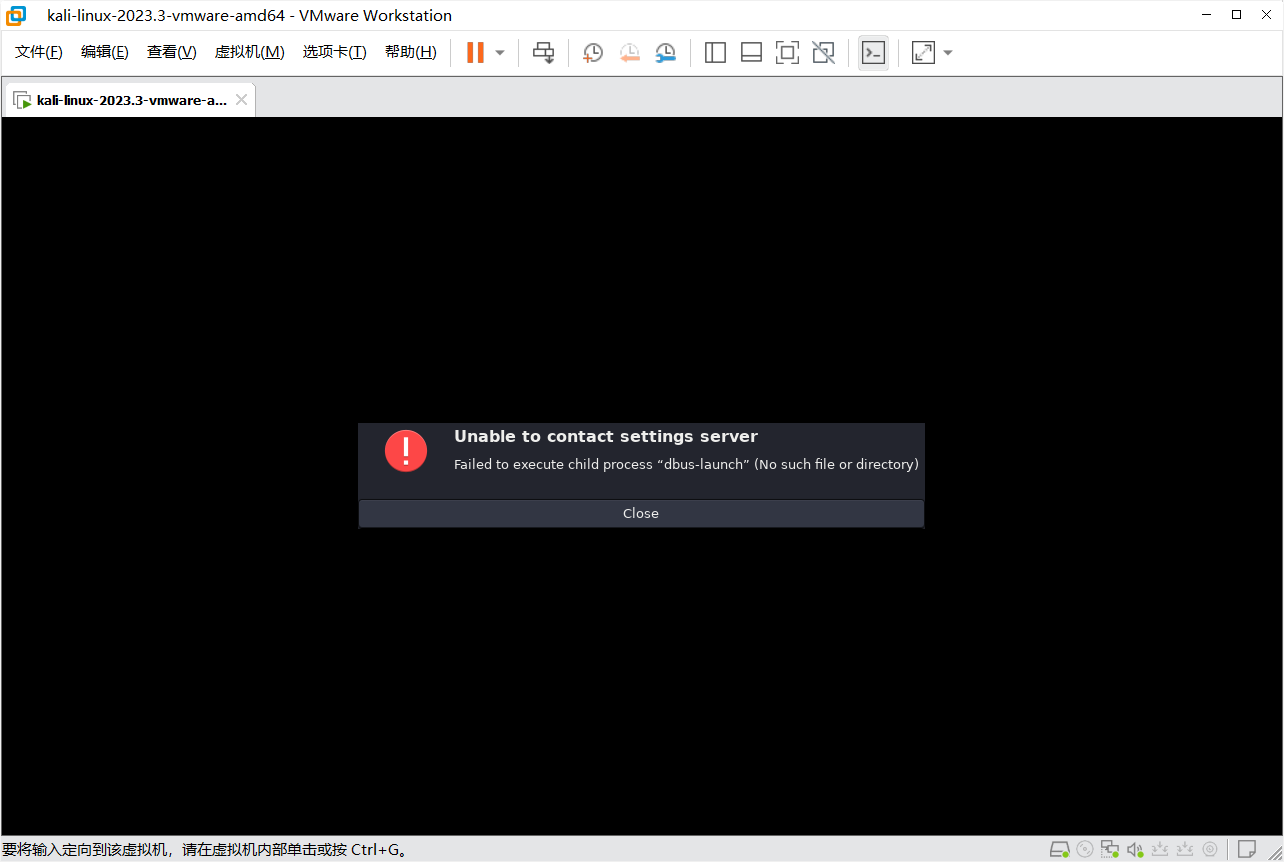 kali-linux-2023.3-vmware-amd64 - VMware Workstation
文件(F) 编辑(E) 查看(V) 虚拟机(M) 选项卡(T) 帮助(H)
kali-linux-2023.3-vmware-a...
Unable to contact settings server
Failed to execute child process “dbus-launch” (No such file or directory)
Close
要将输入定向到该虚拟机，请在虚拟机内部单击或按 Ctrl+G。